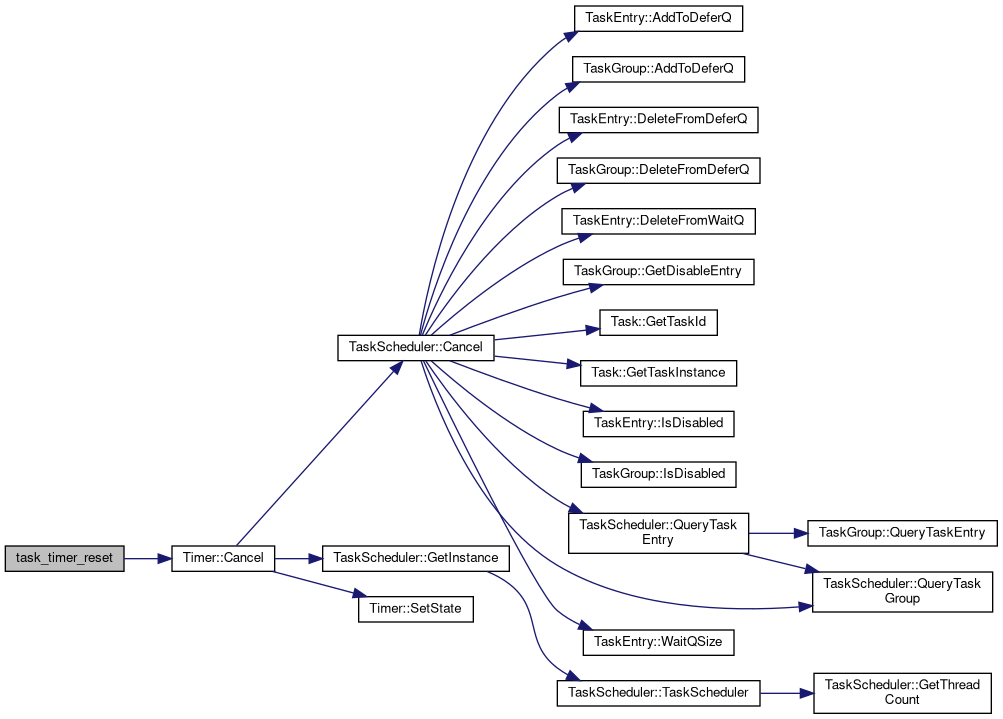 TaskEntry::AddToDeferQ
TaskGroup::AddToDeferQ
TaskEntry::DeleteFromDeferQ
TaskGroup::DeleteFromDeferQ
TaskEntry::DeleteFromWaitQ
TaskGroup::GetDisableEntry
Task::GetTaskId
TaskScheduler::Cancel
Task::GetTaskInstance
TaskEntry::IsDisabled
TaskGroup::IsDisabled
TaskScheduler::QueryTask
Entry
TaskGroup::QueryTaskEntry
task_timer_reset
Timer::Cancel
TaskScheduler::GetInstance
TaskScheduler::QueryTask
Group
Timer::SetState
TaskEntry::WaitQSize
TaskScheduler::TaskScheduler
TaskScheduler::GetThread
Count